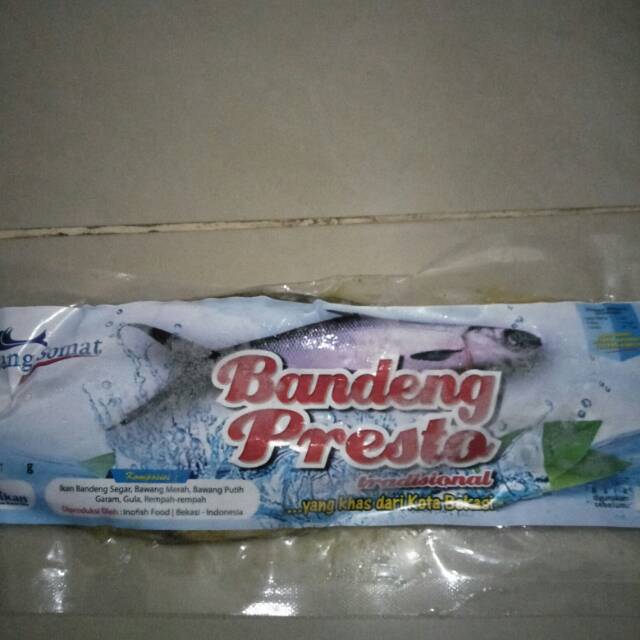 Bandeng
Presto
tradisional
...yang khas dari Kota Bekasi
Komposisi
Ikan Bandeng Segar, Bawang Merah, Bawang Putih
Garam, Gula, Rempah-rempah
Diproduksi Oleh : Inofish Food | Bekasi - Indonesia
g